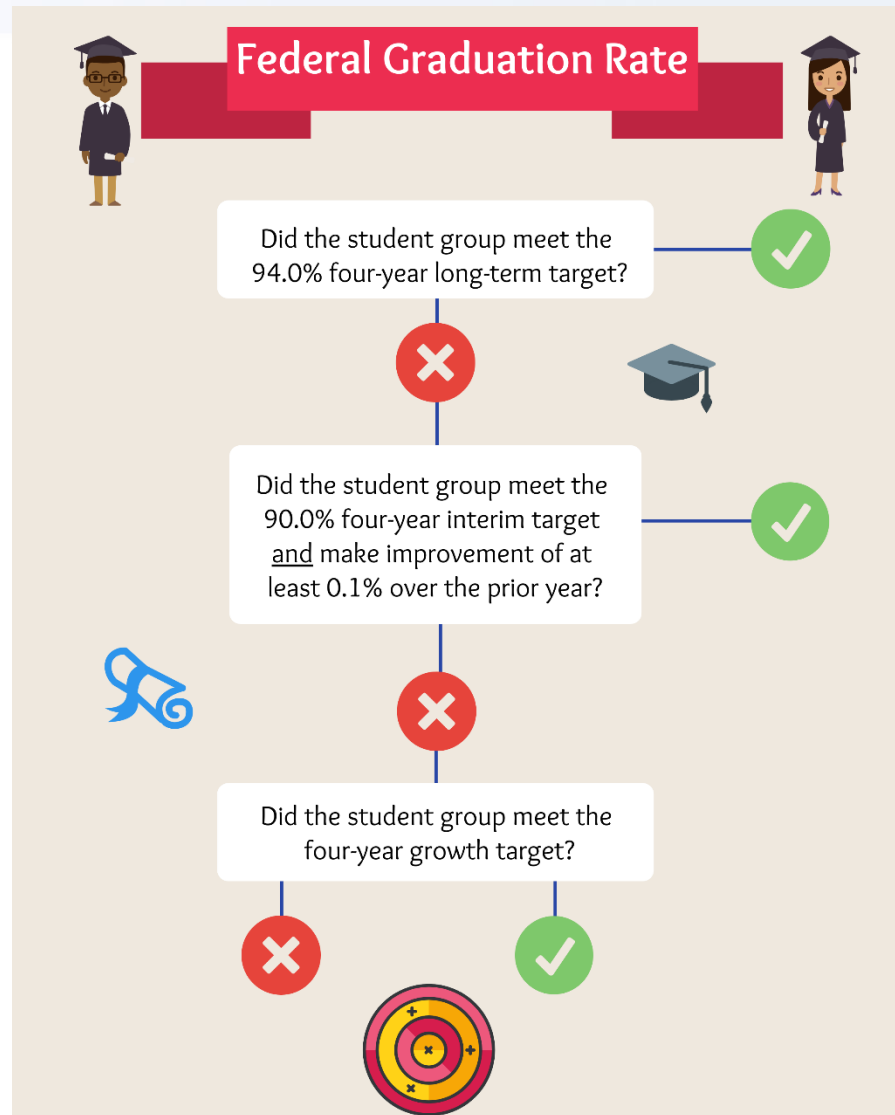 Federal Graduation Rate
Did the student group meet the
94.0% four-year long-term target?
Did the student group meet the
90.0% four-year interim target
and make improvement of at
least 0.1% over the prior year?
Did the student group meet the
four-year growth target?